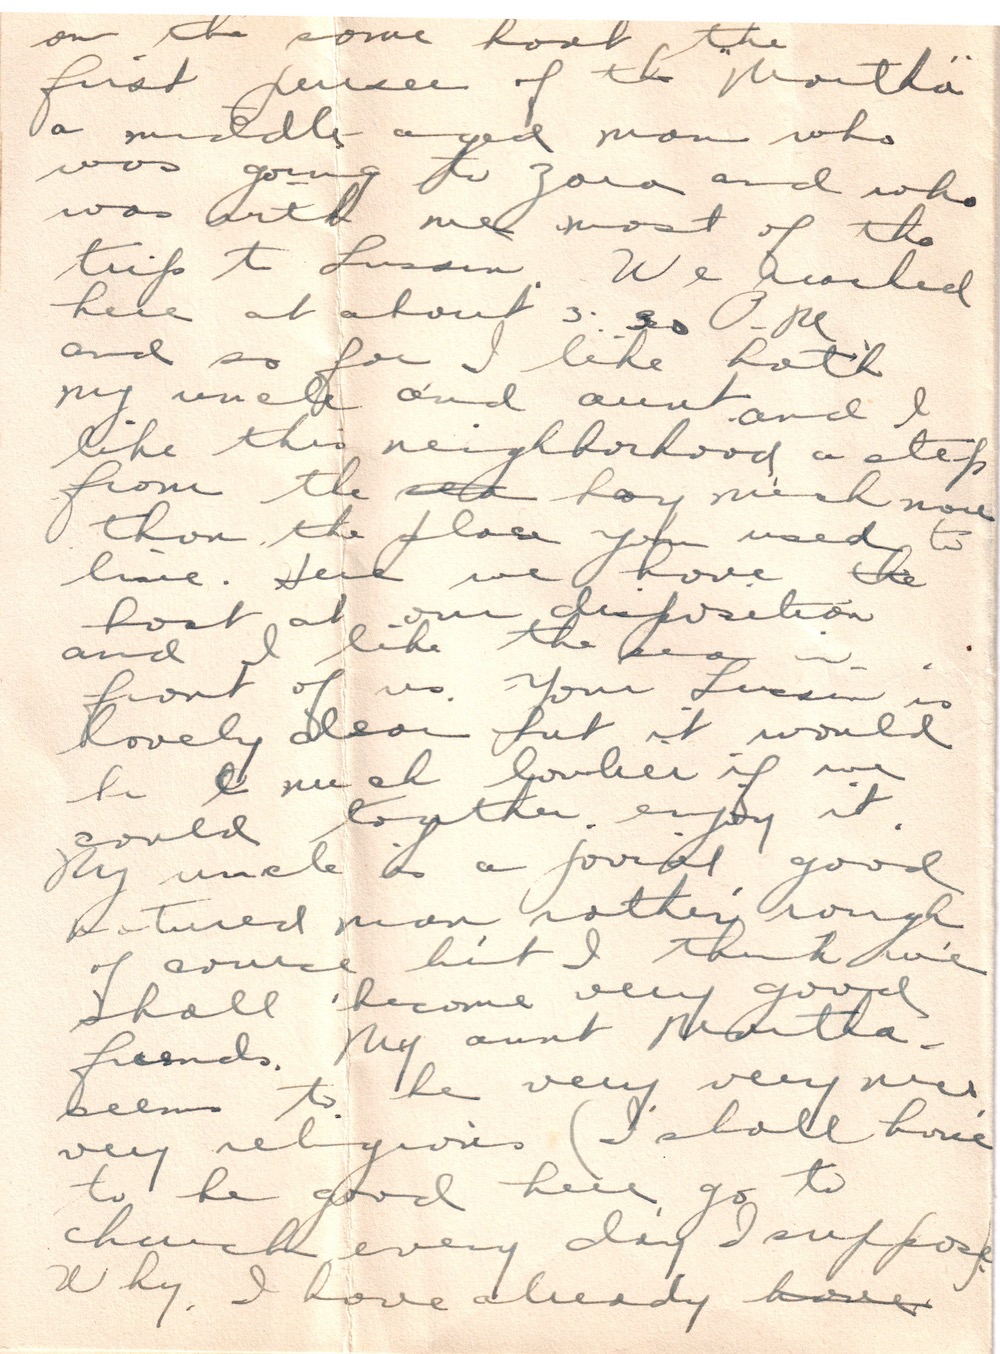 on the some boat the
first purser of the "Martha"
a middle aged man who
was going to Zara and who
was with me most of the
trip to Lussin. We reached
here at about 3:30 P.M
and so far I like both
my uncle and aunt and I
like this neighborhood a step
from the sea bay much more
than the place you used to
live. Here we have the
boat at our disposition
and I like the sea in
front of us. Your Lussin is
lovely dear but it would
be much lovlier if we
could together enjoy it.
My uncle is a jovial good
natured man rather rough
of course but I think we
shall become very good
friends. My aunt Martha
seems to be very very nice
very religious (I shall have
to be good here, go to
church every day I suppose)
Why, I have already have